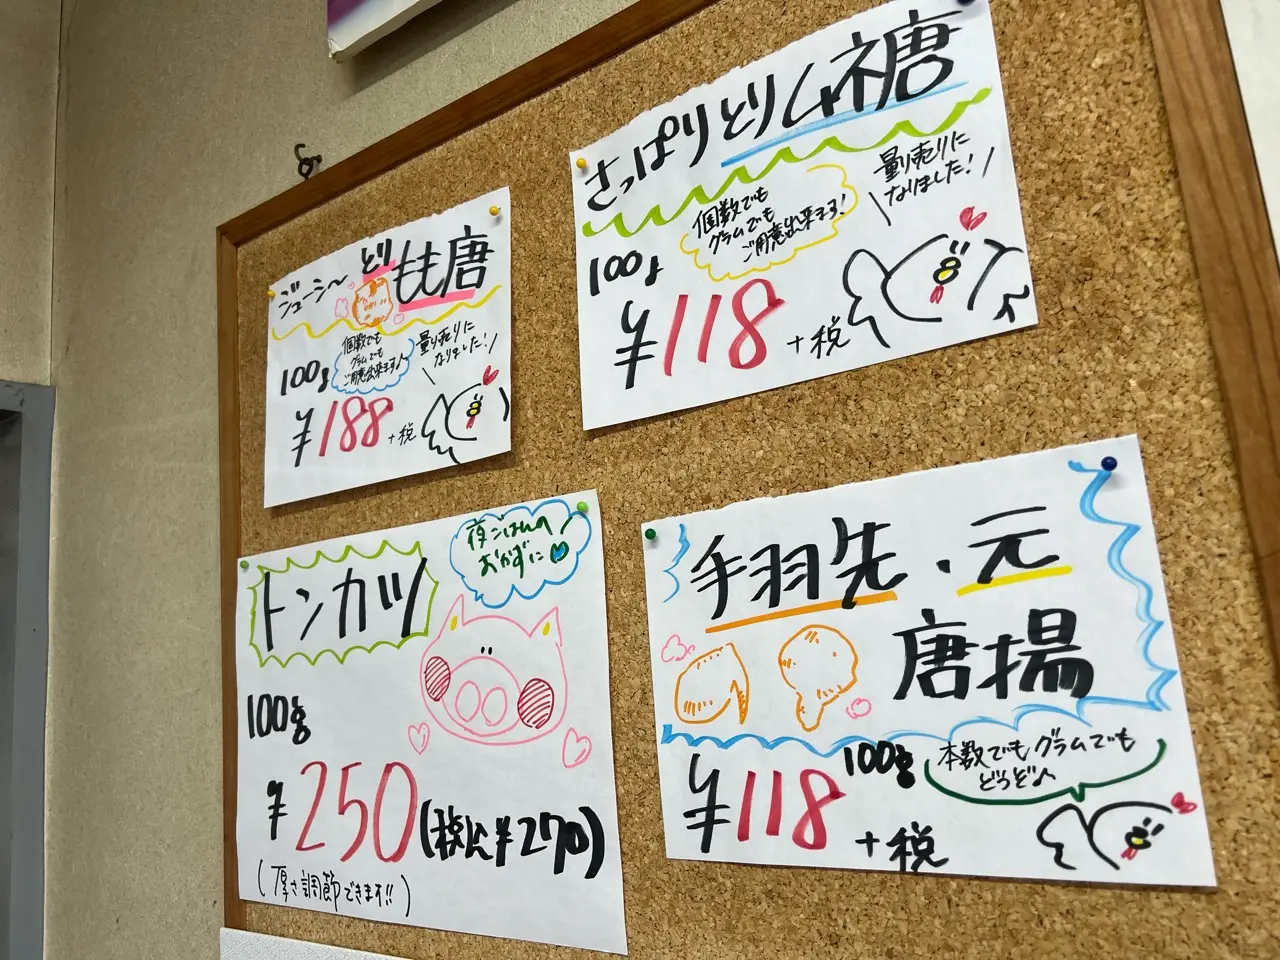 ジューシ～とり
もも唐
100g
個数でも
グラムでも
ご用意出来ます♪
量り売りに
なりました!
¥188
+税
さっぱりとりムネ唐
100g
個数でも
グラムでも
ご用意出来ます!
量り売りに
なりました!
¥118
+税
トンカツ
夜ごはんの
おかずに
100g
¥250
(税込¥270)
(厚さ調節できます!!)
手羽先・元
唐揚
100g
¥118
+税
本数でもグラムでも
どうぞ♪